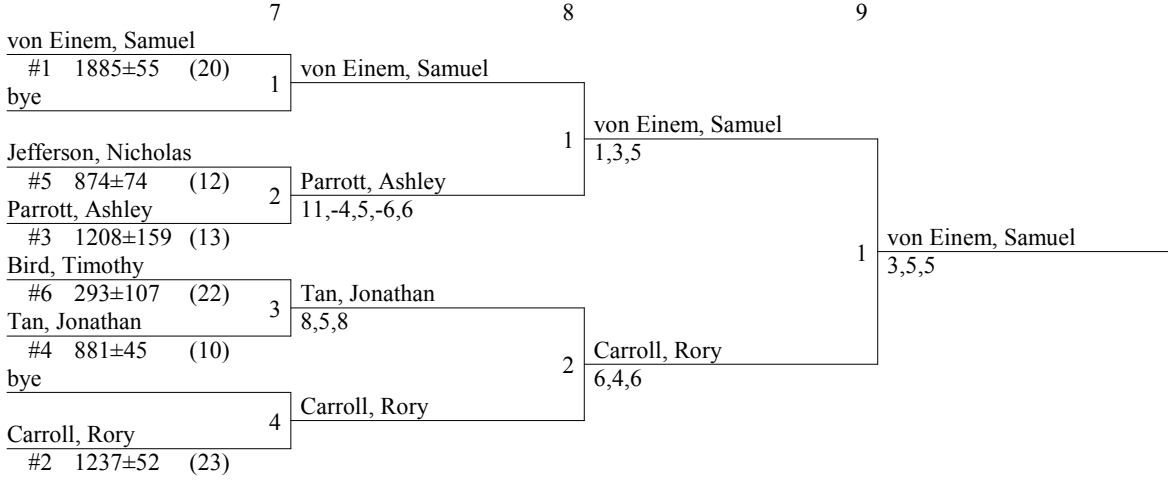 7 8 9
von Einem, Samuel
#1 1885±55 (20)
1 von Einem, Samuel
bye
1 von Einem, Samuel
1,3,5
Jefferson, Nicholas
#5 874±74 (12)
2 Parrott, Ashley
11,-4,5,-6,6
Parrott, Ashley
#3 1208±159 (13)
1 von Einem, Samuel
3,5,5
Bird, Timothy
#6 293±107 (22)
3 Tan, Jonathan
8,5,8
Tan, Jonathan
#4 881±45 (10)
2 Carroll, Rory
6,4,6
bye
4 Carroll, Rory
Carroll, Rory
#2 1237±52 (23)